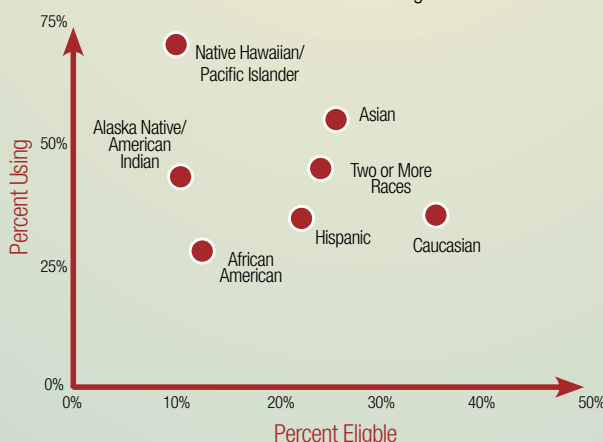 75%
Native Hawaiian/
Pacific Islander
Asian
Alaska Native/
American
Indian
50%
Two or More
Races
Percent Using
Hispanic
Caucasian
African
American
25%
0%
0%
10%
20%
30%
40%
50%
Percent Eligible